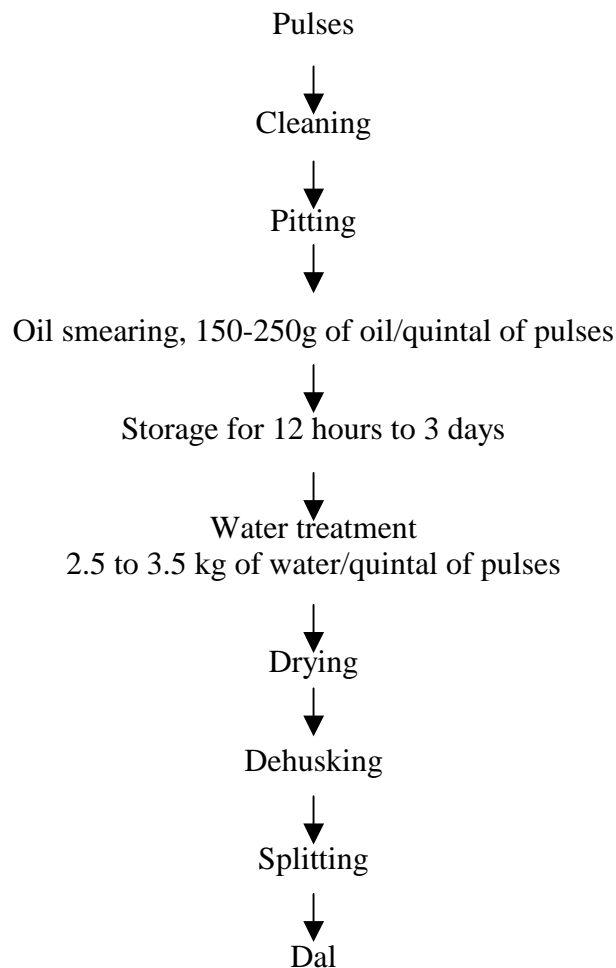 Pulses
Cleaning
Pitting
Oil smearing, 150-250g of oil/quintal of pulses
Storage for 12 hours to 3 days
Water treatment
2.5 to 3.5 kg of water/quintal of pulses
Drying
Dehusking
Splitting
Dal